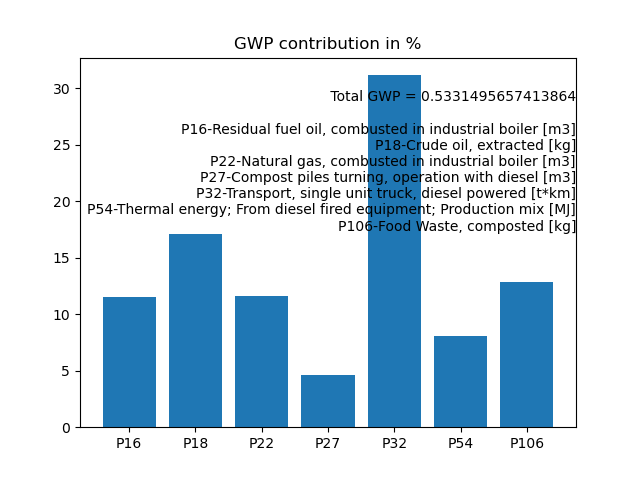 GWP contribution in %
30
25
20
15
10
5
0
Total GWP = 0.5331495657413864
P16-Residual fuel oil, combusted in industrial boiler [m3]
P18-Crude oil, extracted [kg]
P22-Natural gas, combusted in industrial boiler [m3]
P27-Compost piles turning, operation with diesel [m3]
P32-Transport, single unit truck, diesel powered [t*km]
P54-Thermal energy; From diesel fired equipment; Production mix [MJ]
P106-Food Waste, composted [kg]
P16 P18 P22 P27 P32 P54 P106